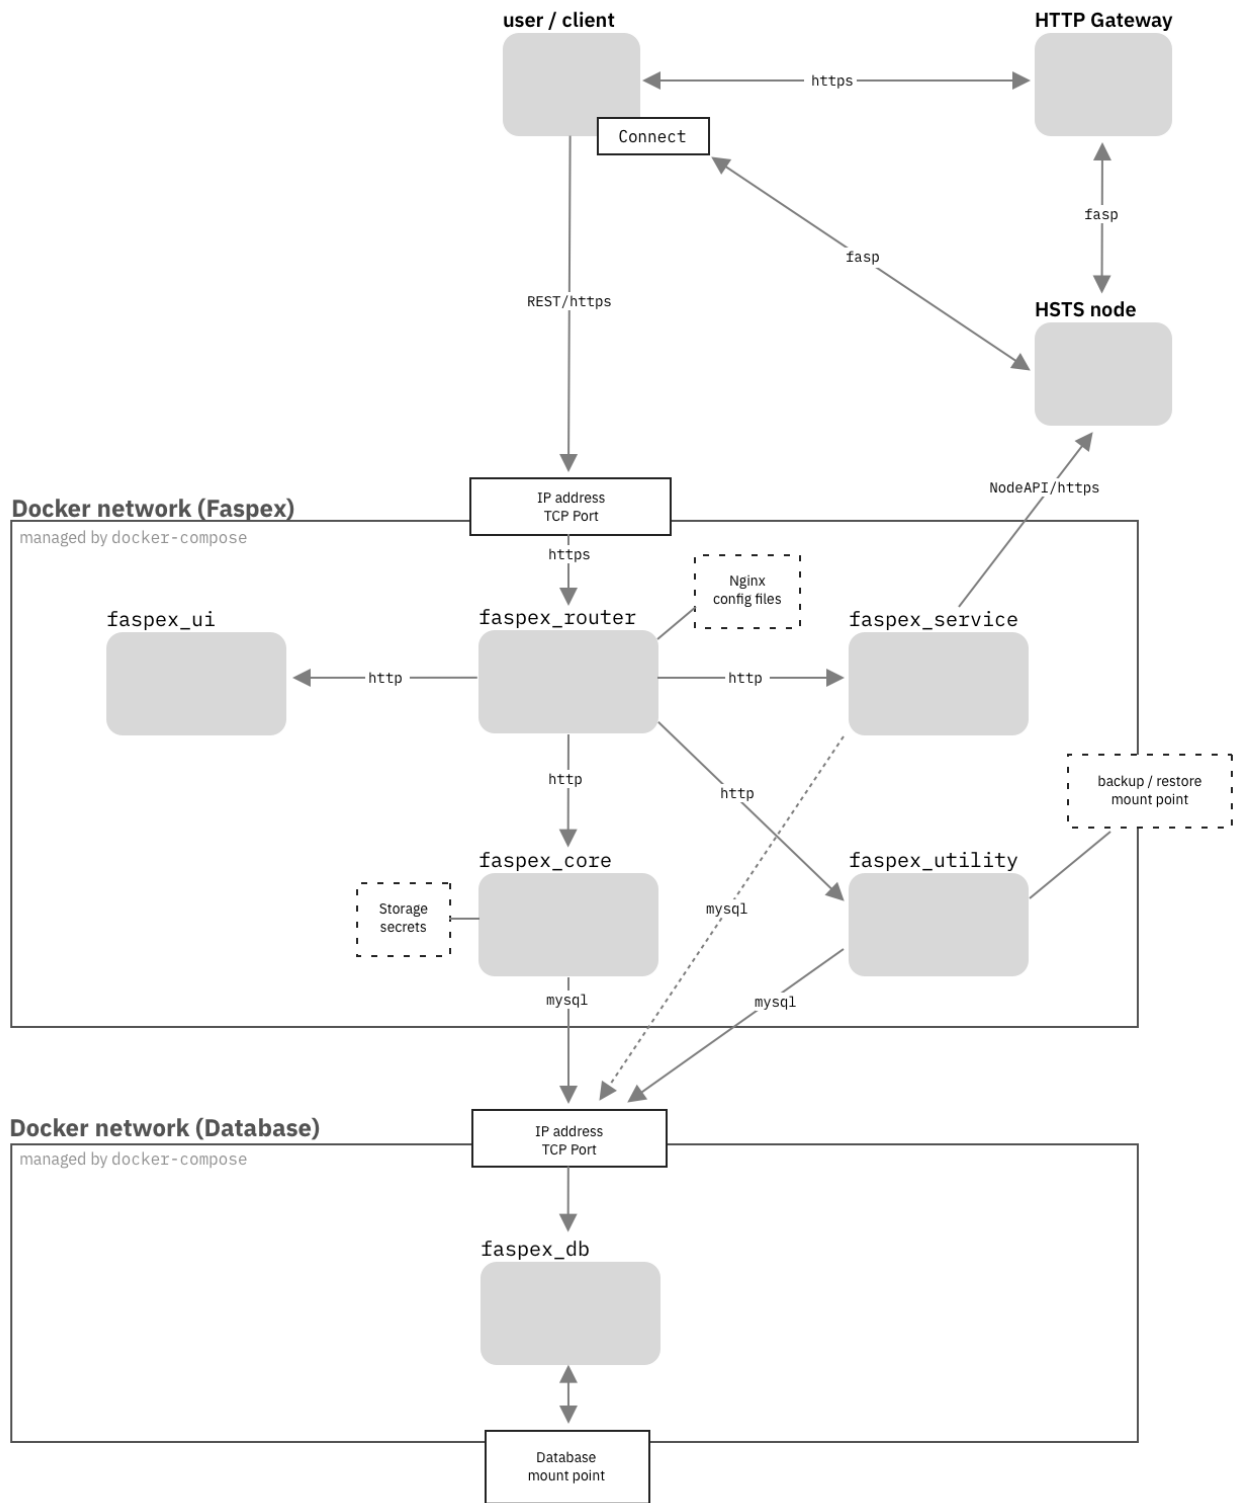 user / client
HTTP Gateway
https
Connect
fasp
fasp
REST/https
HSTS node
NodeAPI/https
IP address
TCP Port
Docker network (Faspex)
managed by docker-compose
https
Nginx
config files
faspex_ui
faspex_router
faspex_service
http
http
http
http
backup / restore
mount point
faspex_core
faspex_utility
Storage
secrets
mysql
mysql
mysql
Docker network (Database)
managed by docker-compose
IP address
TCP Port
faspex_db
Database
mount point